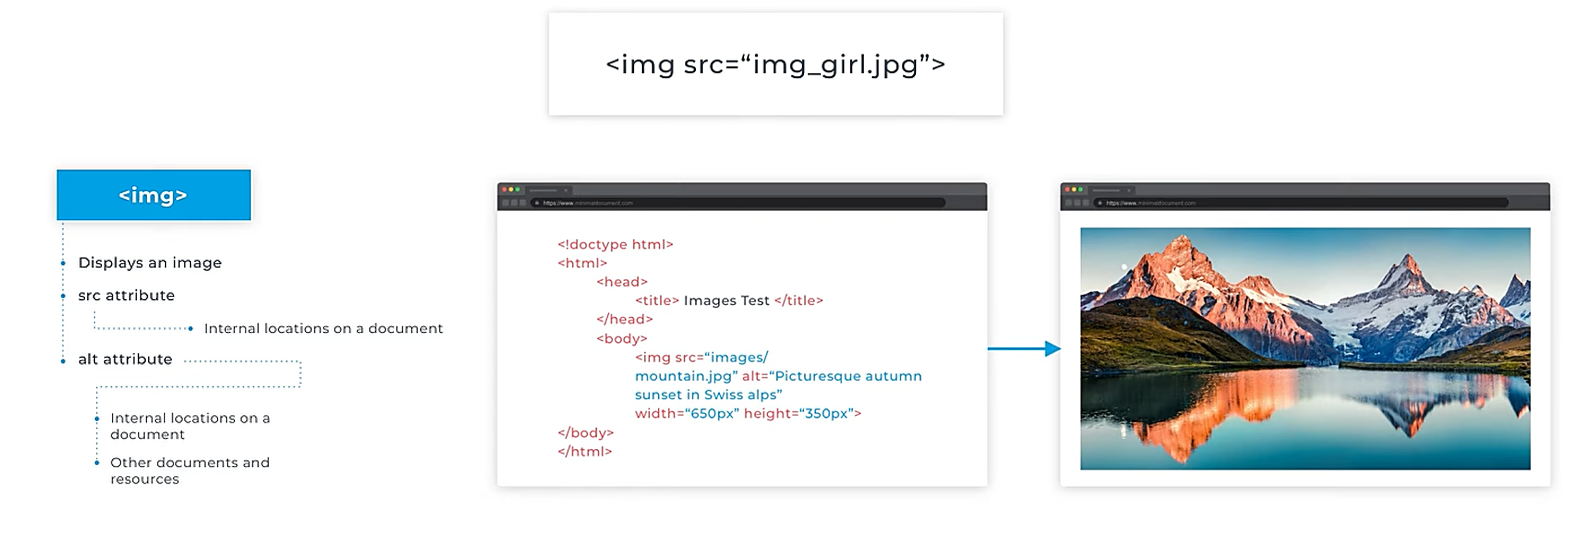 <img src=“img_girl.jpg”>
<img>
Displays an image
src attribute
Internal locations on a document
alt attribute
Internal locations on a
document
Other documents and
resources
https://www.minimaldocument.com
<!doctype html>
<html>
<head>
<title> Images Test </title>
</head>
<body>
<img src=“images/
mountain.jpg” alt=“Picturesque autumn
sunset in Swiss alps”
width=“650px” height=“350px”>
</body>
</html>
https://www.minimaldocument.com